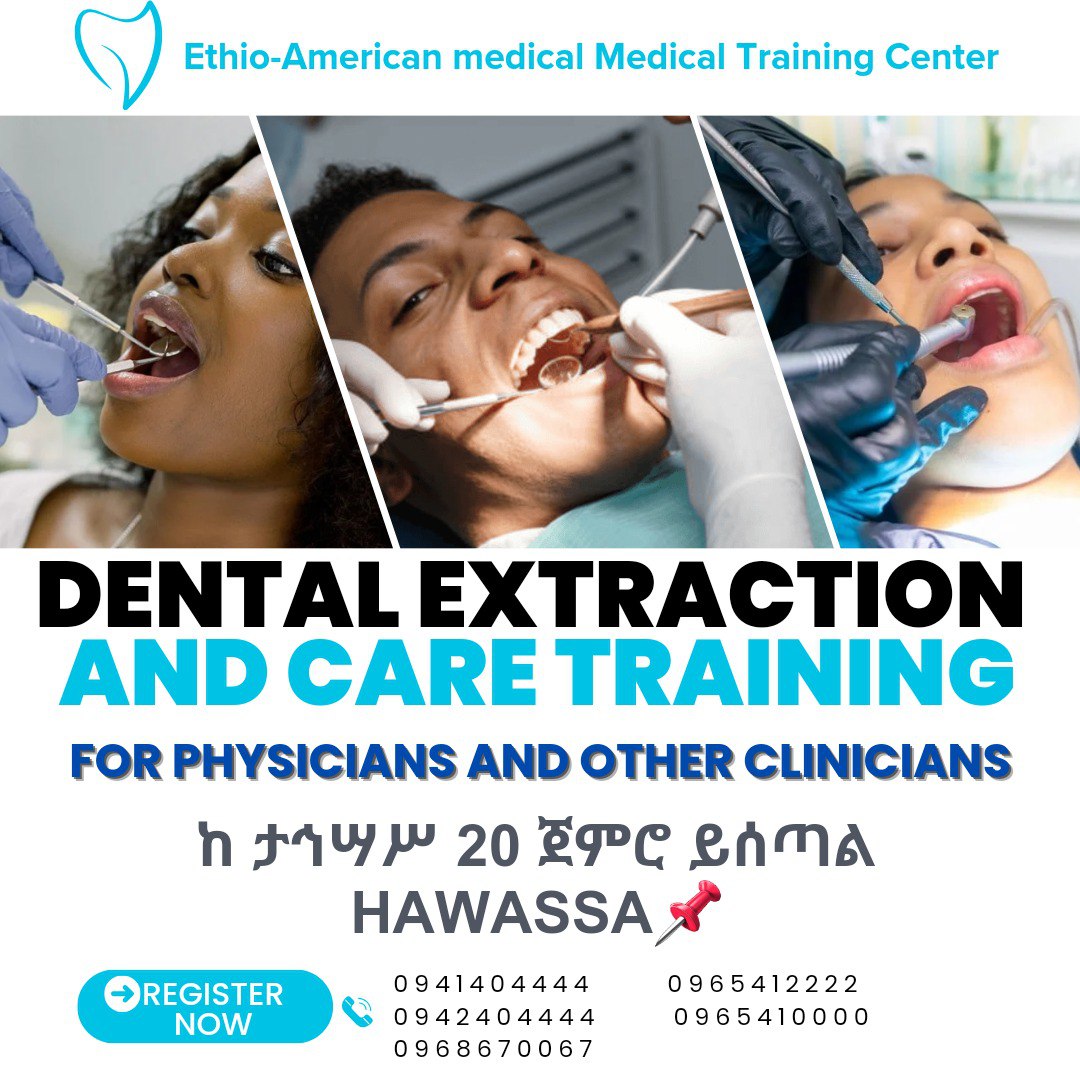 Ethio-American medical Medical Training Center
DENTAL EXTRACTION
AND CARE TRAINING
FOR PHYSICIANS AND OTHER CLINICIANS
ከ ታኅሣሥ 20 ጀምሮ ይሰጣል
HAWASSA
REGISTER
NOW
0941404444 0965412222
0942404444 0965410000
0968670067